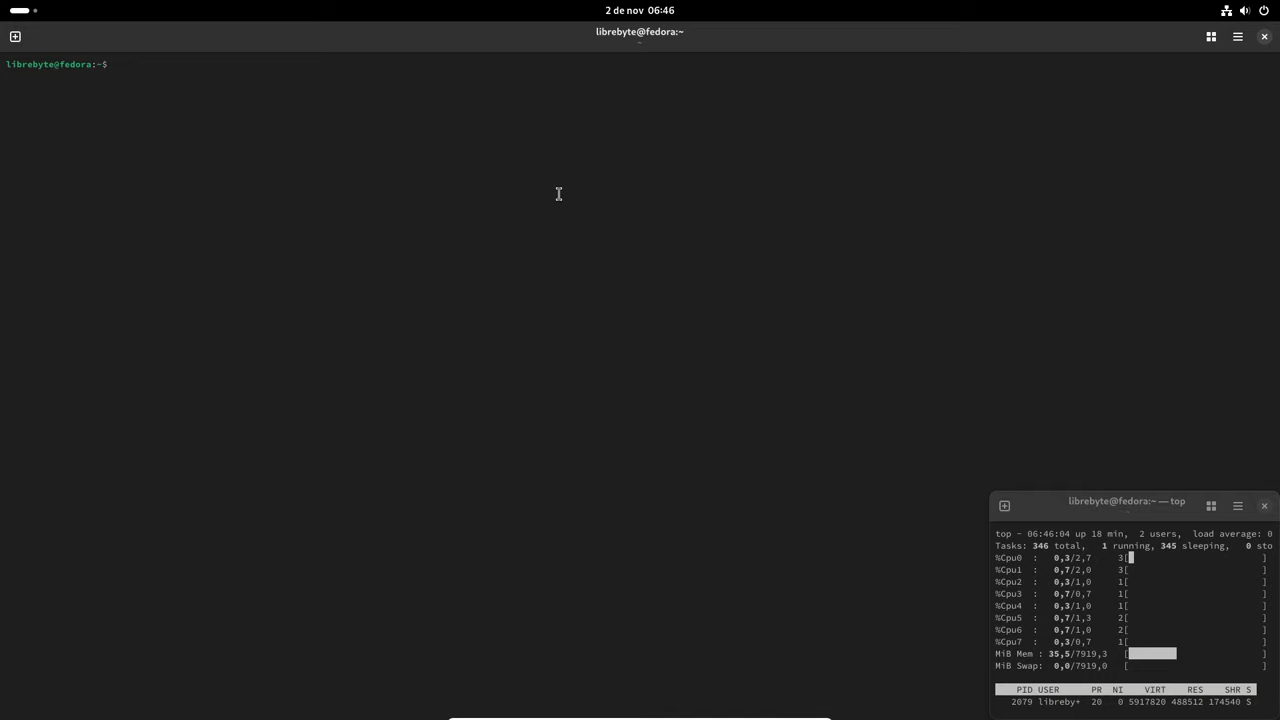 2 de nov 06:46
librebyte@fedora:~
~
librebyte@fedora:~$
librebyte@fedora:~ — top
~
top - 06:46:04 up 18 min, 2 users, load average: 0
Tasks: 346 total, 1 running, 345 sleeping, 0 sto
%Cpu0 : 0,3/2,7 3[ ]
%Cpu1 : 0,7/2,0 3[ ]
%Cpu2 : 0,3/1,0 1[ ]
%Cpu3 : 0,7/0,7 1[ ]
%Cpu4 : 0,3/1,0 1[ ]
%Cpu5 : 0,7/1,3 2[ ]
%Cpu6 : 0,7/1,0 2[ ]
%Cpu7 : 0,3/0,7 1[ ]
MiB Mem : 35,5/7919,3 [ ]
MiB Swap: 0,0/7919,0 [ ]
PID USER PR NI VIRT RES SHR S
2079 libreby+ 20 0 5917820 488512 174540 S